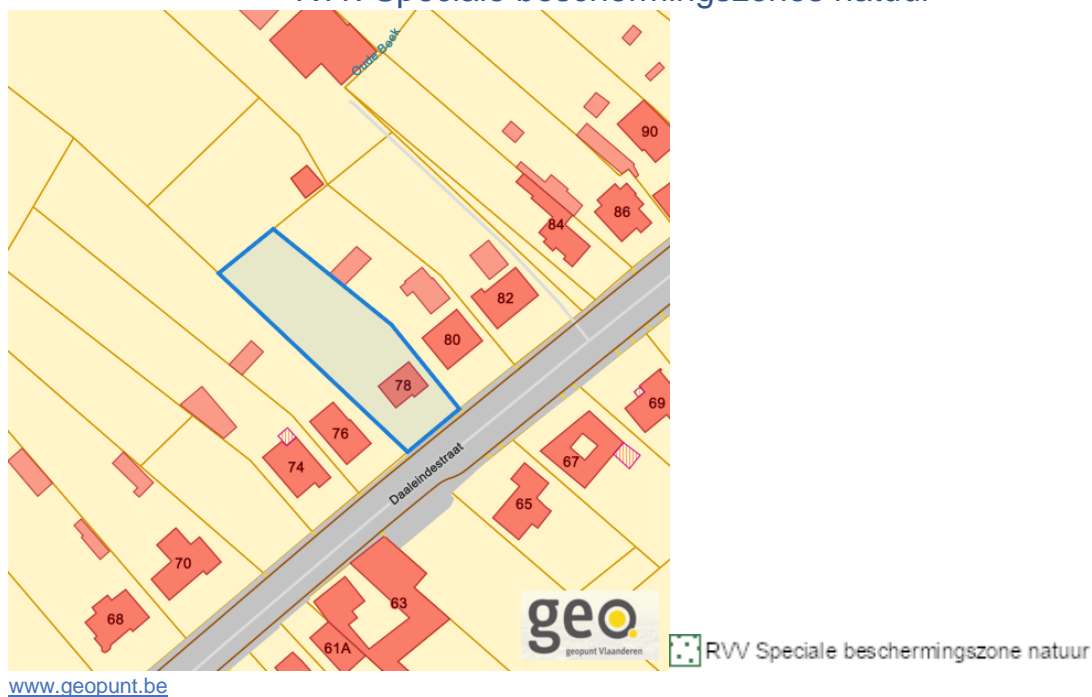 RVV Speciale beschermingszones natuur
Oude Beek
90
86
84
82
80
78
76
74
69
67
65
Daaleindestraat
70
68
63
61A
geo
geopunt Vlaanderen
RVV Speciale beschermingszone natuur
www.geopunt.be